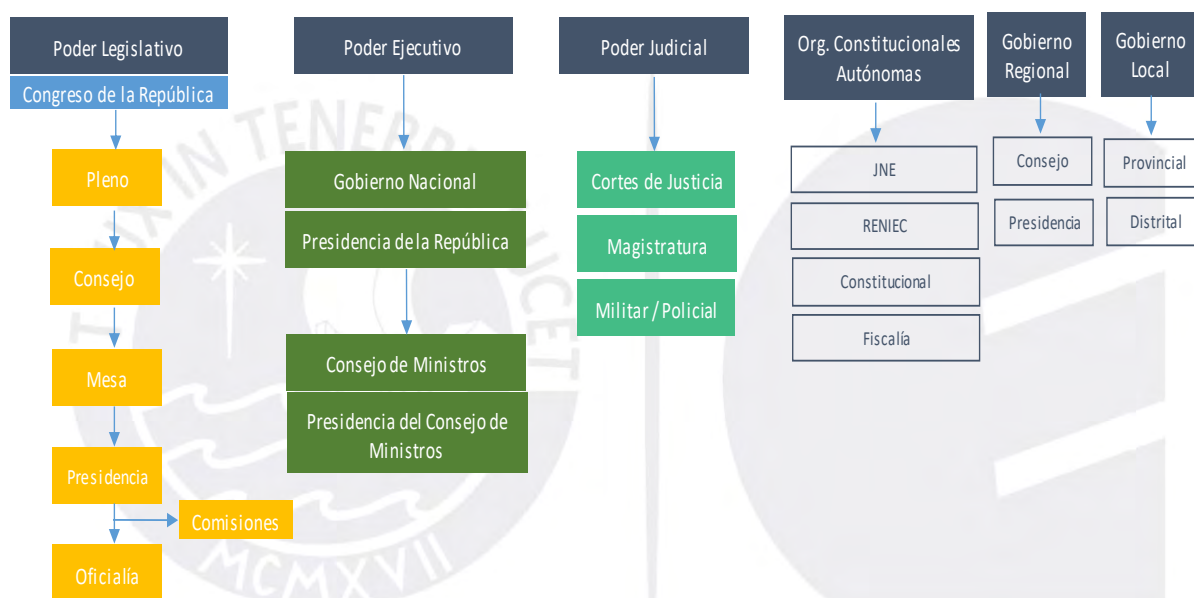 Poder Legislativo
Congreso de la República
Pleno
Consejo
Mesa
Presidencia
Comisiones
Oficialía
Poder Ejecutivo
Gobierno Nacional
Presidencia de la República
Consejo de Ministros
Presidencia del Consejo de
Ministros
Poder Judicial
Cortes de Justicia
Magistratura
Militar / Policial
Org. Constitucionales
Autónomas
JNE
RENIEC
Constitucional
Fiscalía
Gobierno
Regional
Consejo
Presidencia
Gobierno
Local
Provincial
Distrital
MCMXVII